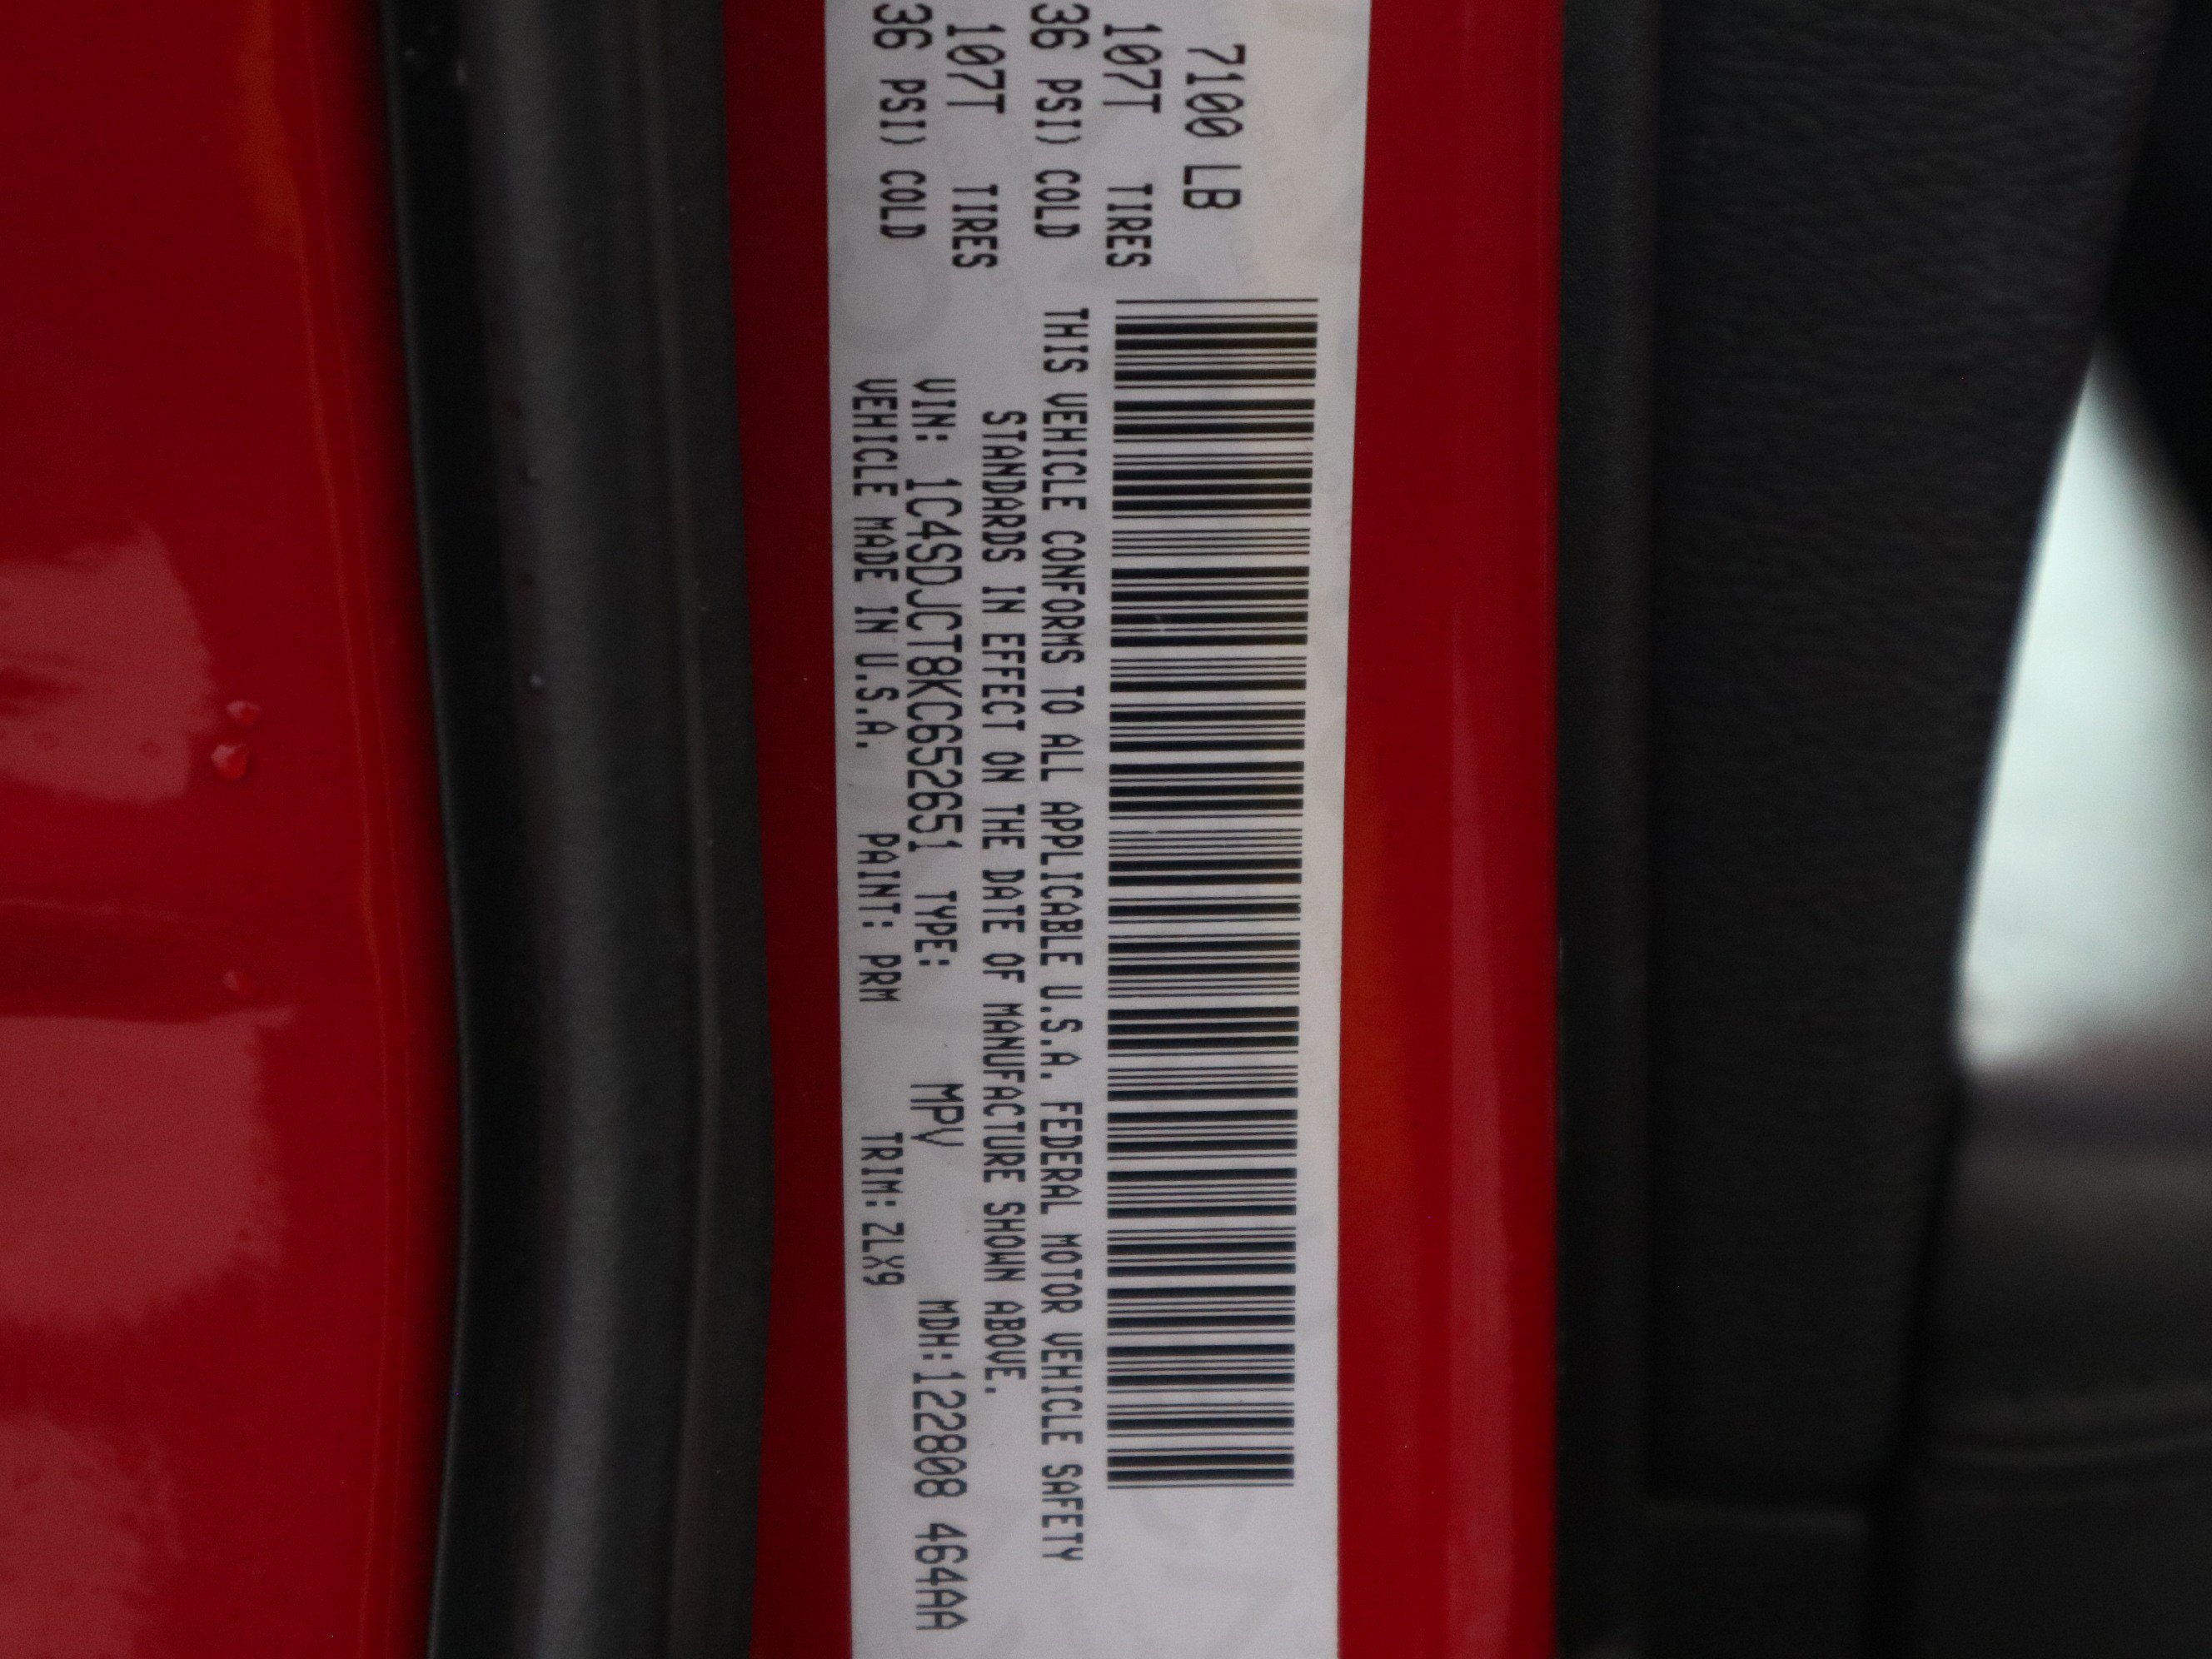 7100 LB
107T TIRES
36 PSI) COLD
107T TIRES
36 PSI) COLD
THIS VEHICLE CONFORMS TO ALL APPLICABLE U.S.A. FEDERAL MOTOR VEHICLE SAFETY
STANDARDS IN EFFECT ON THE DATE OF MANUFACTURE SHOWN ABOVE.
VIN: 1C4SDJCT8KC652651 TYPE: MPV MDH: 122808 464AA
VEHICLE MADE IN U.S.A. PAINT: PRM TRIM: ZLX9